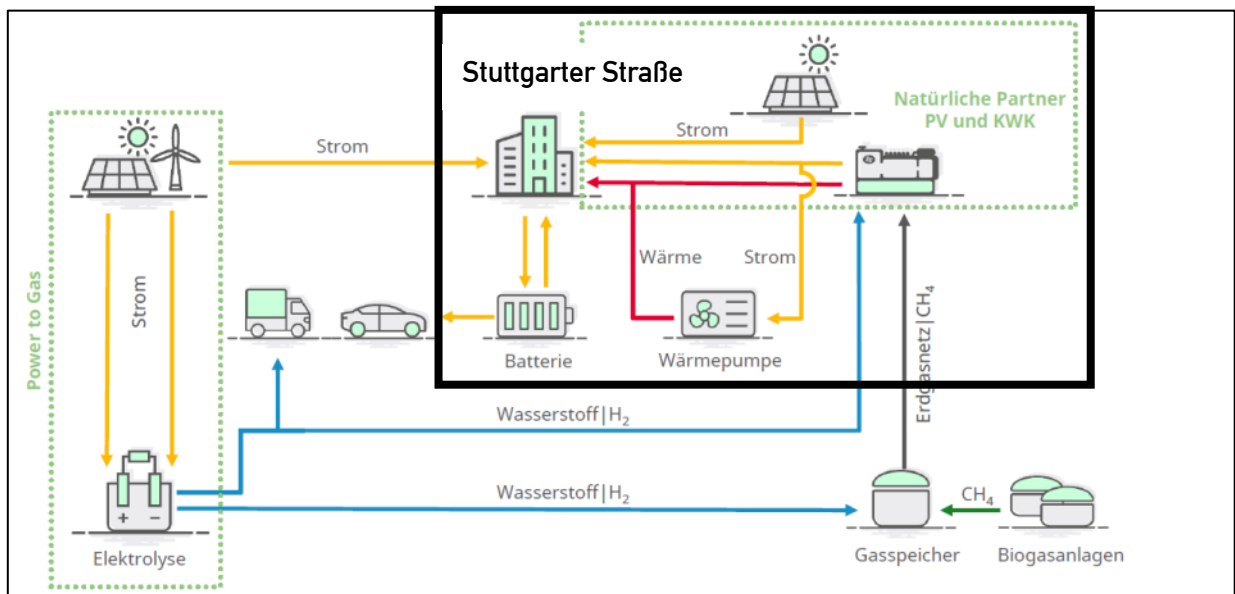 Stuttgarter Straße
Natürliche Partner
PV und KWK
Strom
Strom
Power to Gas
Strom
Wärme
Strom
Batterie
Wärmepumpe
Erdgasnetz|CH₄
Wasserstoff|H₂
Wasserstoff|H₂
CH₄
+ −
Elektrolyse
Gasspeicher
Biogasanlagen